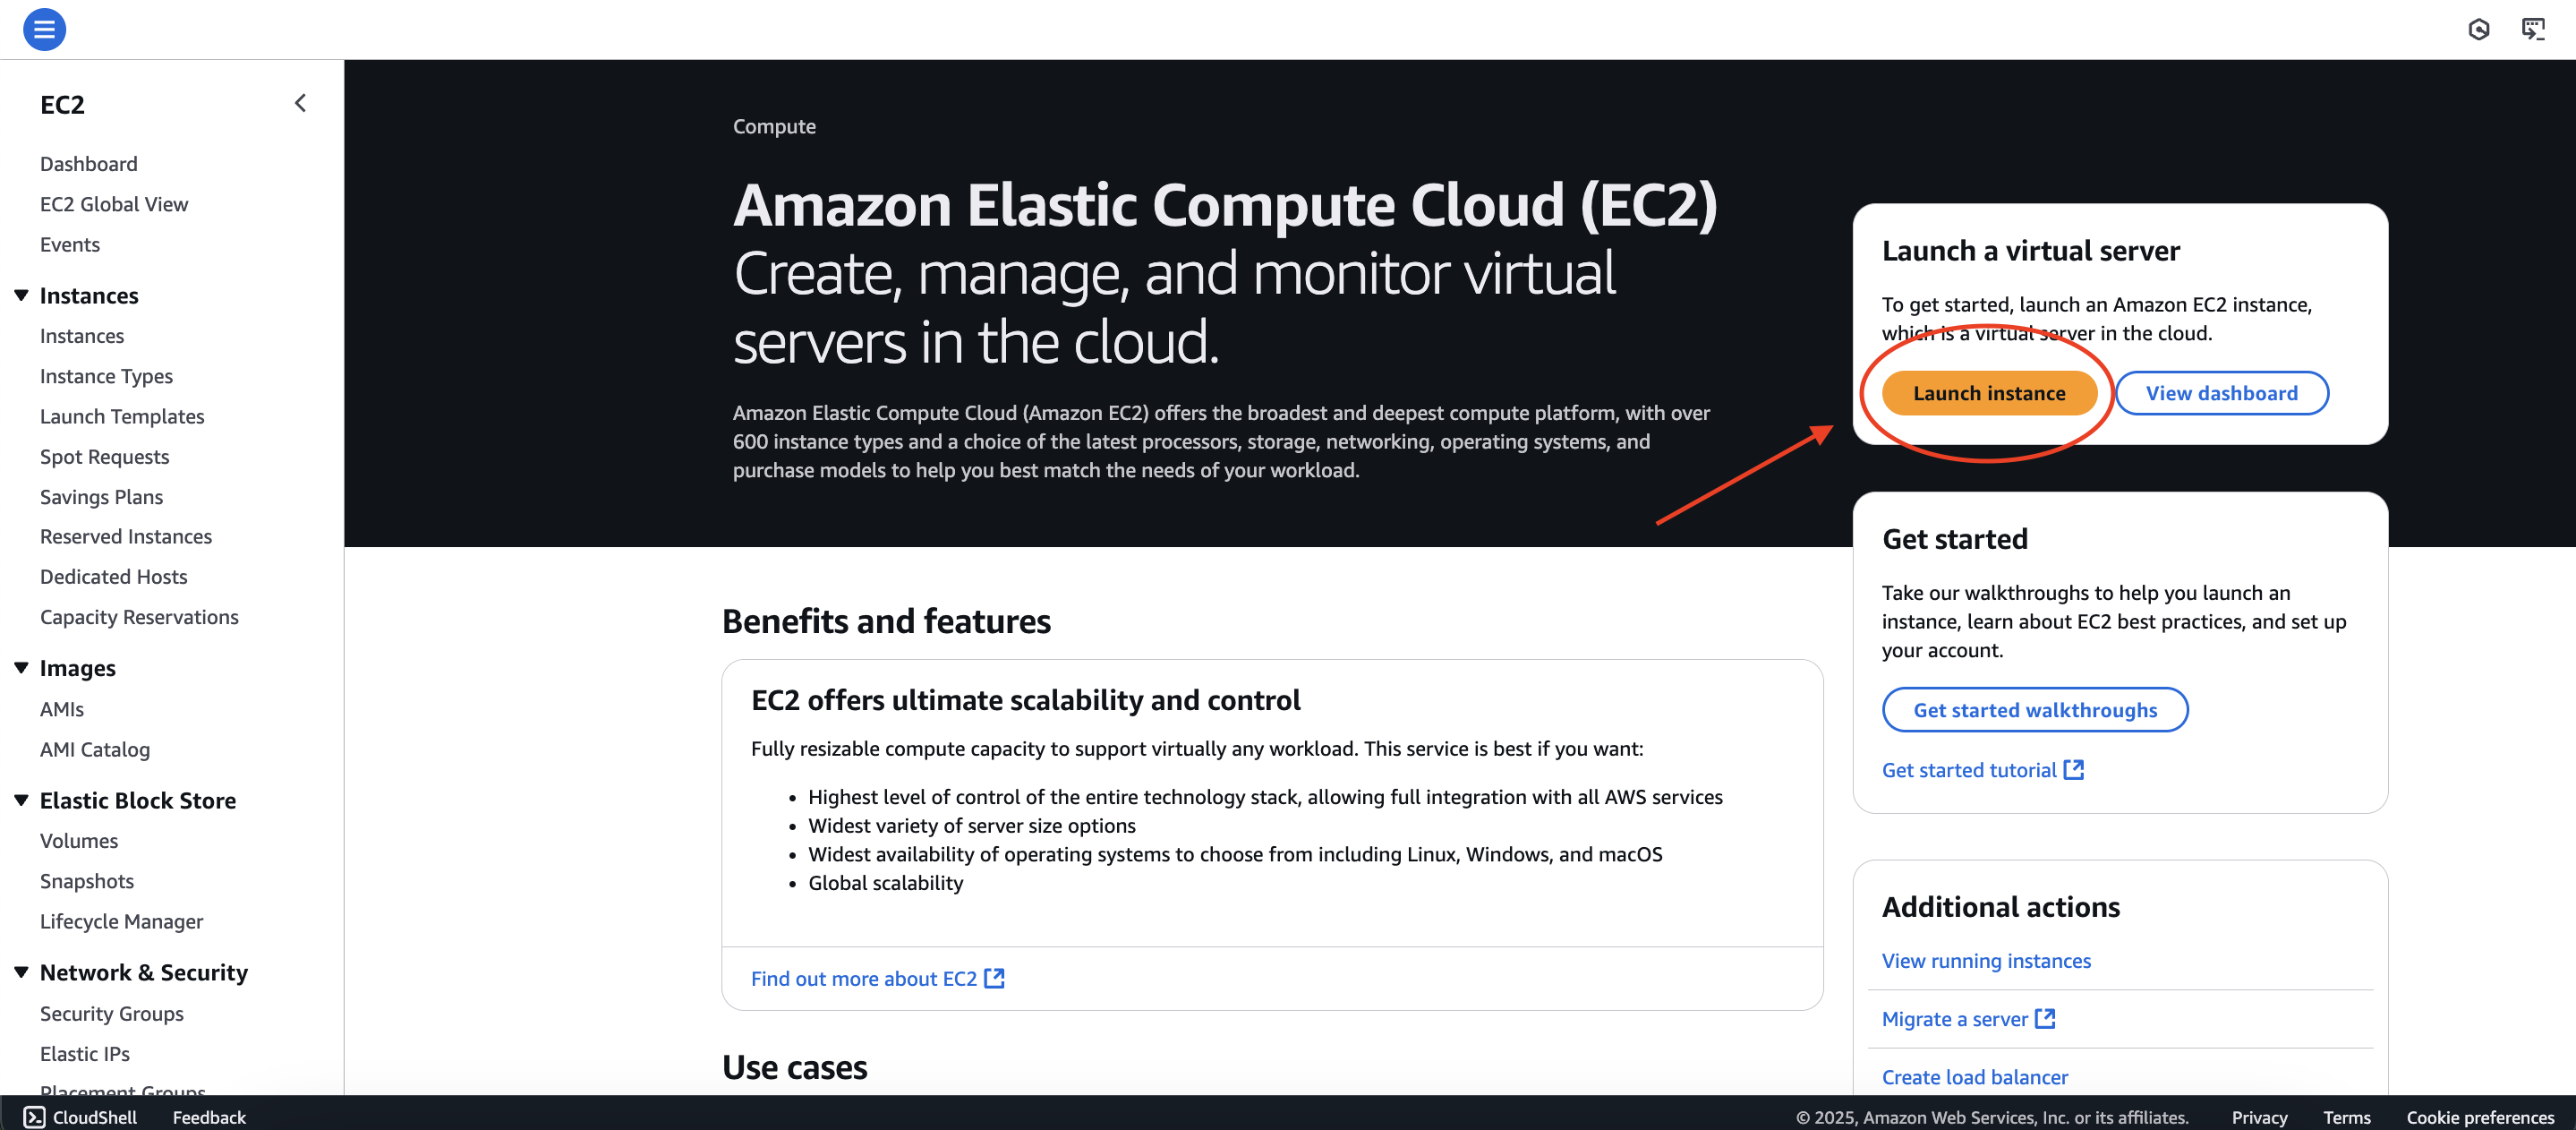 EC2
Dashboard
EC2 Global View
Events
Instances
Instances
Instance Types
Launch Templates
Spot Requests
Savings Plans
Reserved Instances
Dedicated Hosts
Capacity Reservations
Images
AMIs
AMI Catalog
Elastic Block Store
Volumes
Snapshots
Lifecycle Manager
Network & Security
Security Groups
Elastic IPs
Placement Groups
Compute
Amazon Elastic Compute Cloud (EC2)
Create, manage, and monitor virtual
servers in the cloud.
Amazon Elastic Compute Cloud (Amazon EC2) offers the broadest and deepest compute platform, with over
600 instance types and a choice of the latest processors, storage, networking, operating systems, and
purchase models to help you best match the needs of your workload.
Benefits and features
EC2 offers ultimate scalability and control
Fully resizable compute capacity to support virtually any workload. This service is best if you want:
• Highest level of control of the entire technology stack, allowing full integration with all AWS services
• Widest variety of server size options
• Widest availability of operating systems to choose from including Linux, Windows, and macOS
• Global scalability
Find out more about EC2
Use cases
Launch a virtual server
To get started, launch an Amazon EC2 instance,
which is a virtual server in the cloud.
Launch instance
View dashboard
Get started
Take our walkthroughs to help you launch an
instance, learn about EC2 best practices, and set up
your account.
Get started walkthroughs
Get started tutorial
Additional actions
View running instances
Migrate a server
Create load balancer
CloudShell
Feedback
© 2025, Amazon Web Services, Inc. or its affiliates.
Privacy
Terms
Cookie preferences